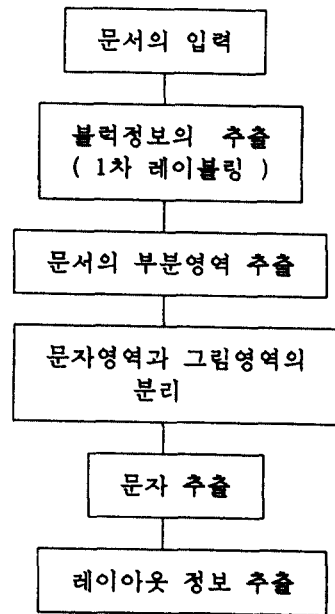 문서의 입력
블럭정보의 추출
( 1차 레이블링 )
문서의 부분영역 추출
문자영역과 그림영역의
분리
문자 추출
레이아웃 정보 추출